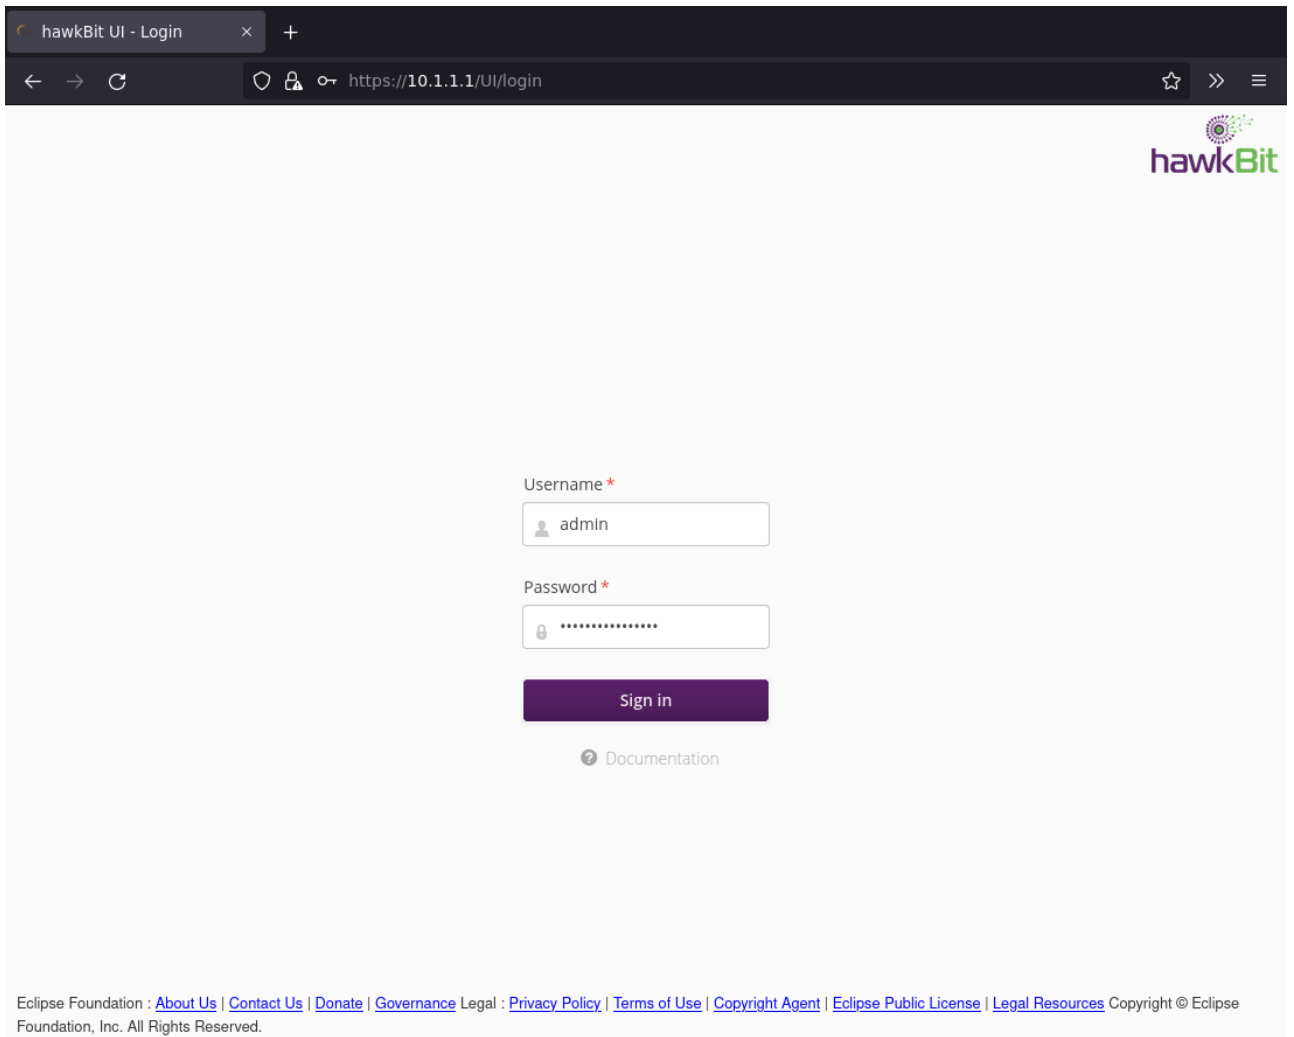 hawkBit UI - Login
https://10.1.1.1/UI/login
hawkBit
Username *
admin
Password *
••••••••••••••••
Sign in
Documentation
Eclipse Foundation : About Us | Contact Us | Donate | Governance Legal : Privacy Policy | Terms of Use | Copyright Agent | Eclipse Public License | Legal Resources Copyright © Eclipse
Foundation, Inc. All Rights Reserved.